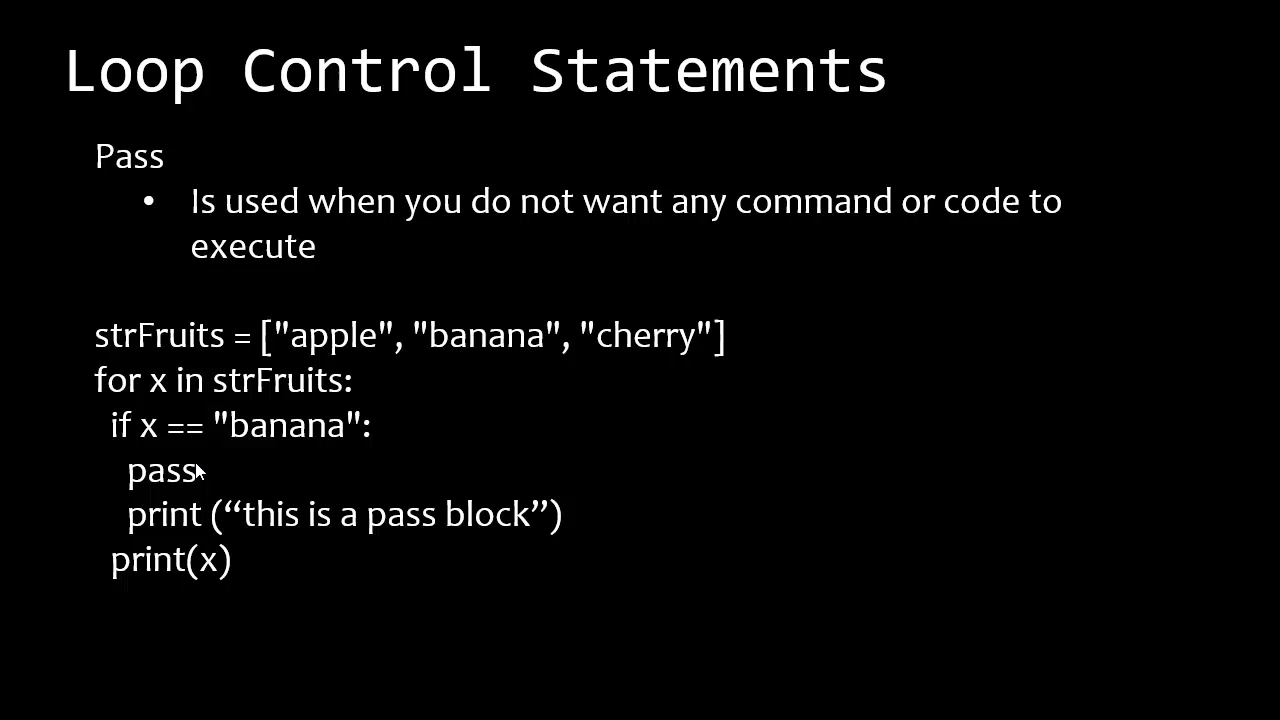 Loop Control Statements
Pass
• Is used when you do not want any command or code to
execute
strFruits = ["apple", "banana", "cherry"]
for x in strFruits:
  if x == "banana":
    pass
    print (“this is a pass block”)
  print(x)